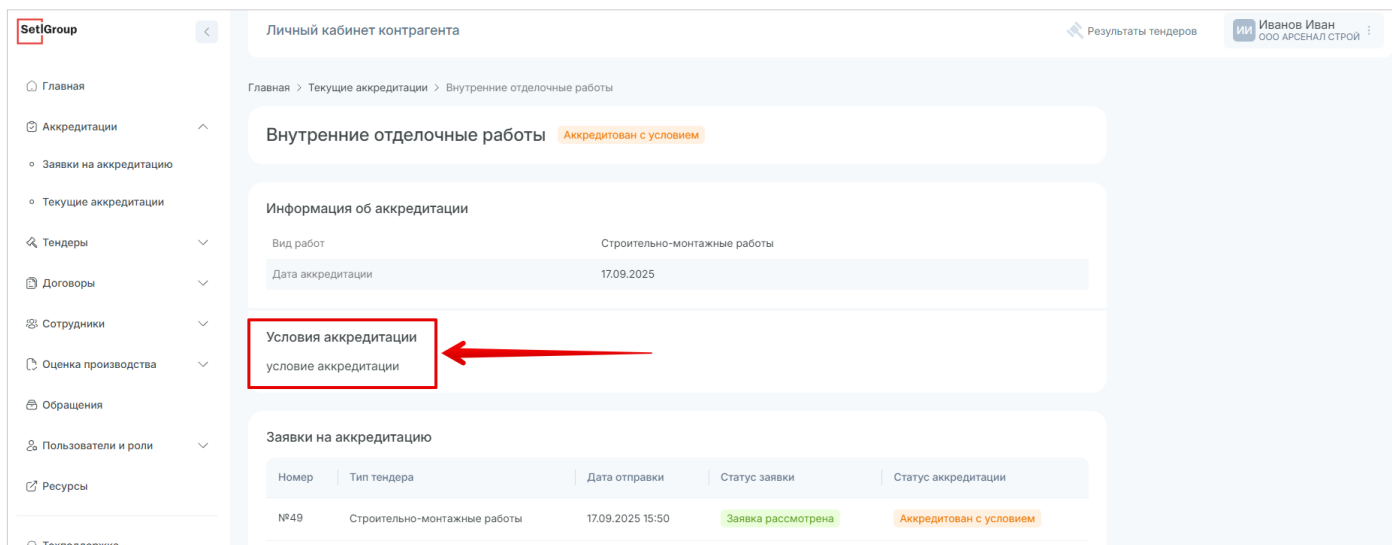 SetlGroup
Личный кабинет контрагента
Результаты тендеров
ИИ
Иванов Иван
ООО АРСЕНАЛ СТРОЙ
Главная
Аккредитации
Заявки на аккредитацию
Текущие аккредитации
Тендеры
Договоры
Сотрудники
Оценка производства
Обращения
Пользователи и роли
Ресурсы
Техподдержка
Главная > Текущие аккредитации > Внутренние отделочные работы
Внутренние отделочные работы Аккредитован с условием
Информация об аккредитации
Вид работ Строительно-монтажные работы
Дата аккредитации 17.09.2025
Условия аккредитации
условие аккредитации
Заявки на аккредитацию
Номер Тип тендера Дата отправки Статус заявки Статус аккредитации
№49 Строительно-монтажные работы 17.09.2025 15:50 Заявка рассмотрена Аккредитован с условием